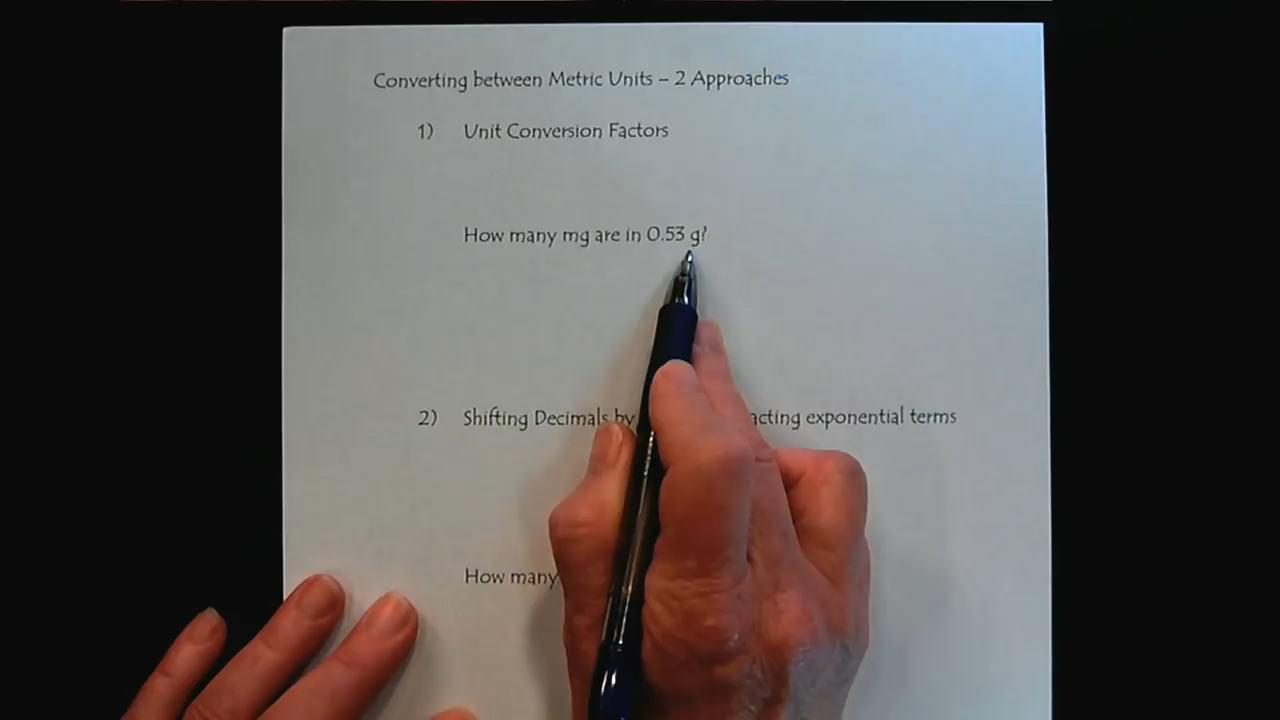 Converting between Metric Units – 2 Approaches
1) Unit Conversion Factors
How many mg are in 0.53 g?
2) Shifting Decimals by acting exponential terms
How many